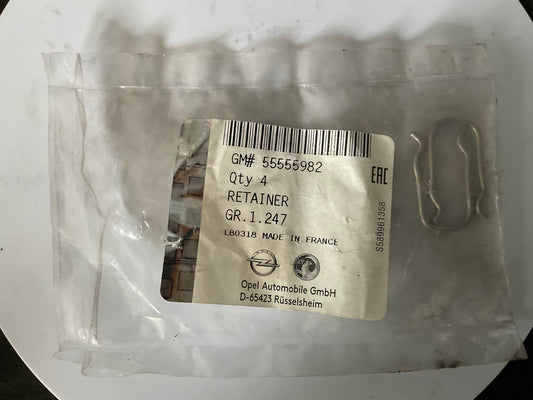 GM# 55555982
Qty 4
RETAINER
GR.1.247
LB0318 MADE IN FRANCE
Opel Automobile GmbH
D-65423 Rüsselsheim
EAC
S589961358